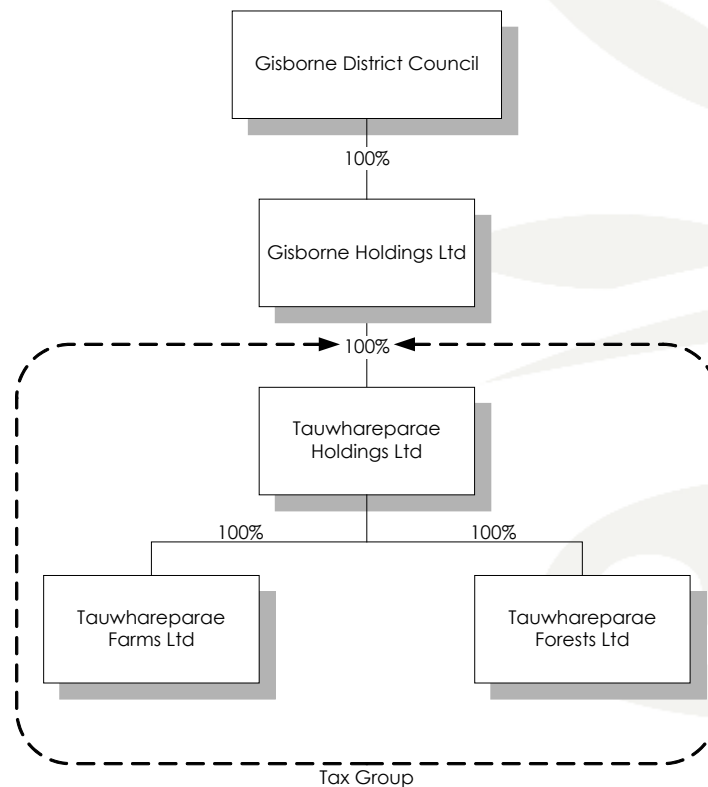 Gisborne District Council
100%
Gisborne Holdings Ltd
100%
Tauwhareparae
Holdings Ltd
100%
100%
Tauwhareparae
Farms Ltd
Tauwhareparae
Forests Ltd
Tax Group